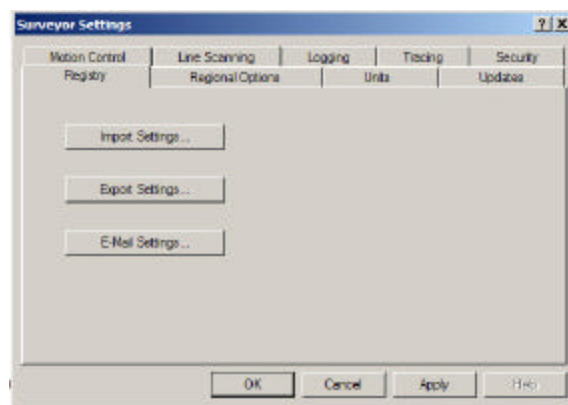 Surveyor Settings
Motion Control Line Scanning Logging Tracing Security
Registry Regional Options Units Updates
Import Settings...
Export Settings...
E-Mail Settings...
OK Cancel Apply Help